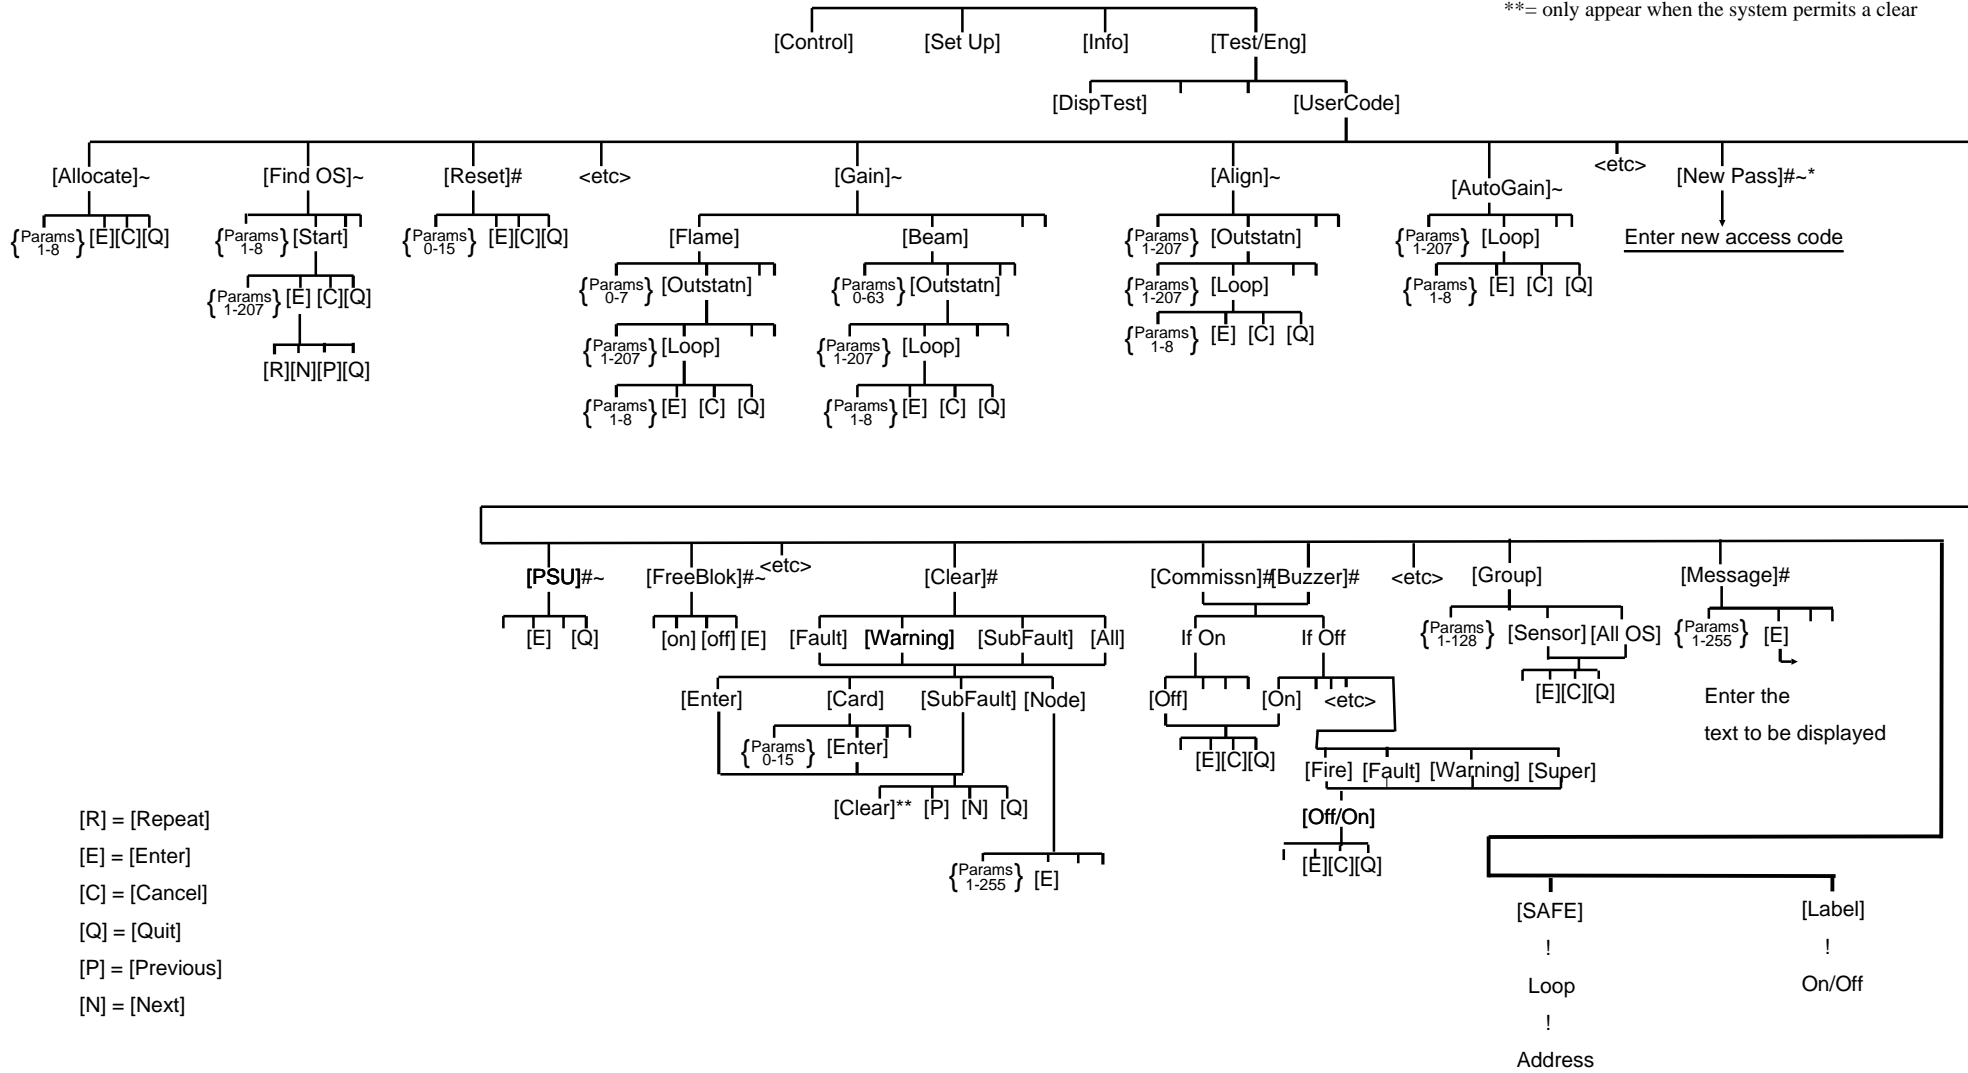 **= only appear when the system permits a clear
[Control] [Set Up] [Info] [Test/Eng]
[DispTest] [UserCode]
[Allocate]~ [Find OS]~ [Reset]# <etc> [Gain]~ [Align]~ [AutoGain]~ <etc> [New Pass]#~*
{Params 1-8} [E][C][Q] {Params 1-8} [Start] {Params 0-15} [E][C][Q] [Flame] [Beam] {Params 1-207} [Outstatn] {Params 1-207} [Loop] Enter new access code
{Params 1-207} [E] [C][Q] {Params 0-7} [Outstatn] {Params 0-63} [Outstatn] {Params 1-207} [Loop] {Params 1-8} [E] [C] [Q]
[R][N][P][Q] {Params 1-207} [Loop] {Params 1-207} [Loop] {Params 1-8} [E] [C] [Q]
{Params 1-8} [E] [C] [Q] {Params 1-8} [E] [C] [Q]
[PSU]#~ [FreeBlok]#~ <etc> [Clear]# [Commissn]# [Buzzer]# <etc> [Group] [Message]#
[E] [Q] [on] [off] [E] [Fault] [Warning] [SubFault] [All] If On If Off {Params 1-128} [Sensor] [All OS] {Params 1-255} [E]
[Enter] [Card] [SubFault] [Node] [Off] [On] <etc> [E][C][Q] Enter the
text to be displayed
{Params 0-15} [Enter] [E][C][Q] [Fire] [Fault] [Warning] [Super]
[Clear]** [P] [N] [Q] [Off/On]
{Params 1-255} [E] [E][C][Q]
[R] = [Repeat]
[E] = [Enter]
[C] = [Cancel]
[Q] = [Quit]
[P] = [Previous]
[N] = [Next]
[SAFE] [Label]
! !
Loop On/Off
!
Address